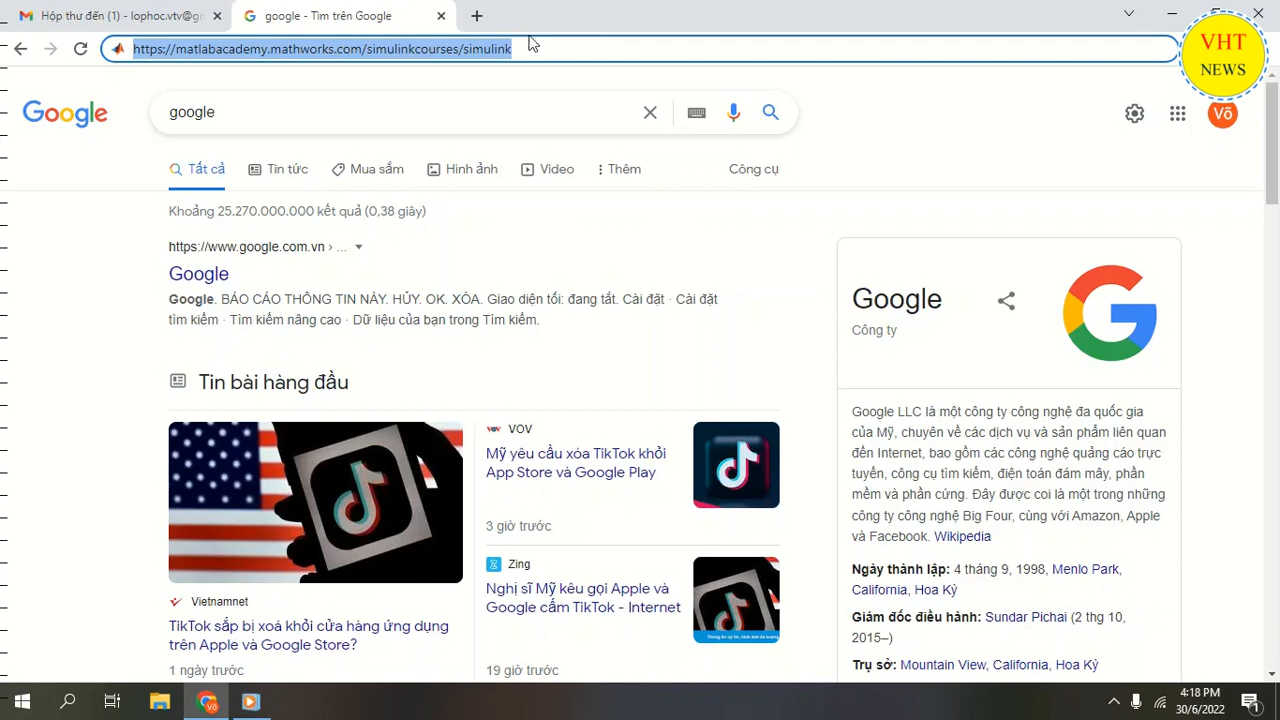 Hộp thư đến (1) - lophoc.vtv@gm
google - Tìm trên Google
https://matlabacademy.mathworks.com/simulinkcourses/simulink
VHT
NEWS
Google
google
Võ
Tất cả
Tin tức
Mua sắm
Hình ảnh
Video
Thêm
Công cụ
Khoảng 25.270.000.000 kết quả (0,38 giây)
https://www.google.com.vn › ...
Google
Google. BÁO CÁO THÔNG TIN NÀY. HỦY. OK. XÓA. Giao diện tối: đang tắt. Cài đặt · Cài đặt
tìm kiếm · Tìm kiếm nâng cao · Dữ liệu của bạn trong Tìm kiếm.
Tin bài hàng đầu
Vietnamnet
TikTok sắp bị xoá khỏi cửa hàng ứng dụng
trên Apple và Google Store?
1 ngày trước
VOV
Mỹ yêu cầu xóa TikTok khỏi
App Store và Google Play
3 giờ trước
Zing
Nghị sĩ Mỹ kêu gọi Apple và
Google cấm TikTok - Internet
19 giờ trước
Google
Công ty
Google LLC là một công ty công nghệ đa quốc gia
của Mỹ, chuyên về các dịch vụ và sản phẩm liên quan
đến Internet, bao gồm các công nghệ quảng cáo trực
tuyến, công cụ tìm kiếm, điện toán đám mây, phần
mềm và phần cứng. Đây được coi là một trong những
công ty công nghệ Big Four, cùng với Amazon, Apple
và Facebook. Wikipedia
Ngày thành lập: 4 tháng 9, 1998, Menlo Park,
California, Hoa Kỳ
Giám đốc điều hành: Sundar Pichai (2 thg 10,
2015–)
Trụ sở: Mountain View, California, Hoa Kỳ
Võ
4:18 PM
30/6/2022
1